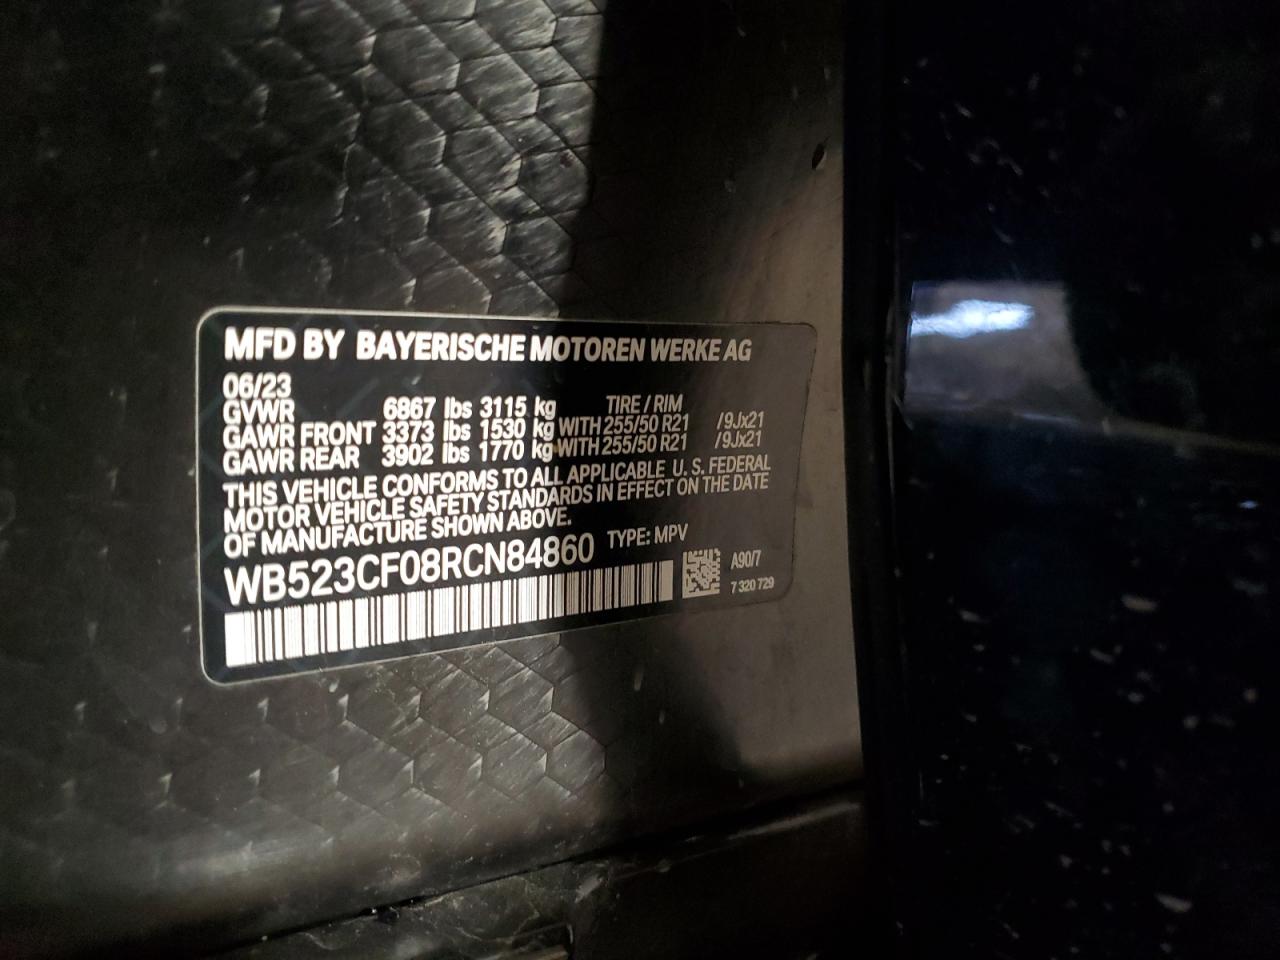 MFD BY BAYERISCHE MOTOREN WERKE AG
06/23
GVWR 6867 lbs 3115 kg TIRE / RIM
GAWR FRONT 3373 lbs 1530 kg WITH 255/50 R21 /9Jx21
GAWR REAR 3902 lbs 1770 kg WITH 255/50 R21 /9Jx21
THIS VEHICLE CONFORMS TO ALL APPLICABLE U.S. FEDERAL
MOTOR VEHICLE SAFETY STANDARDS IN EFFECT ON THE DATE
OF MANUFACTURE SHOWN ABOVE.
WB523CF08RCN84860 TYPE: MPV
A90/7
7 320 729